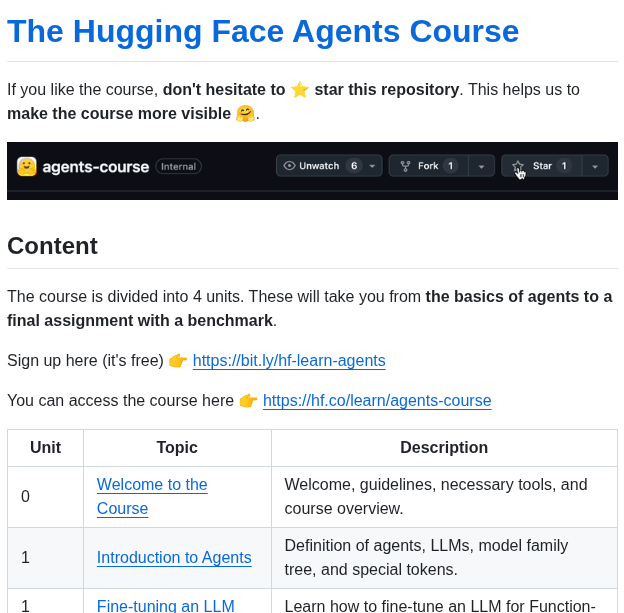 The Hugging Face Agents Course
If you like the course, don't hesitate to ⭐ star this repository. This helps us to
make the course more visible 🤗.
agents-course Internal Unwatch 6 Fork 1 Star 1
Content
The course is divided into 4 units. These will take you from the basics of agents to a
final assignment with a benchmark.
Sign up here (it's free) 👉 https://bit.ly/hf-learn-agents
You can access the course here 👉 https://hf.co/learn/agents-course
Unit Topic Description
0 Welcome to the Course Welcome, guidelines, necessary tools, and
course overview.
1 Introduction to Agents Definition of agents, LLMs, model family
tree, and special tokens.
1 Fine-tuning an LLM Learn how to fine-tune an LLM for Function-